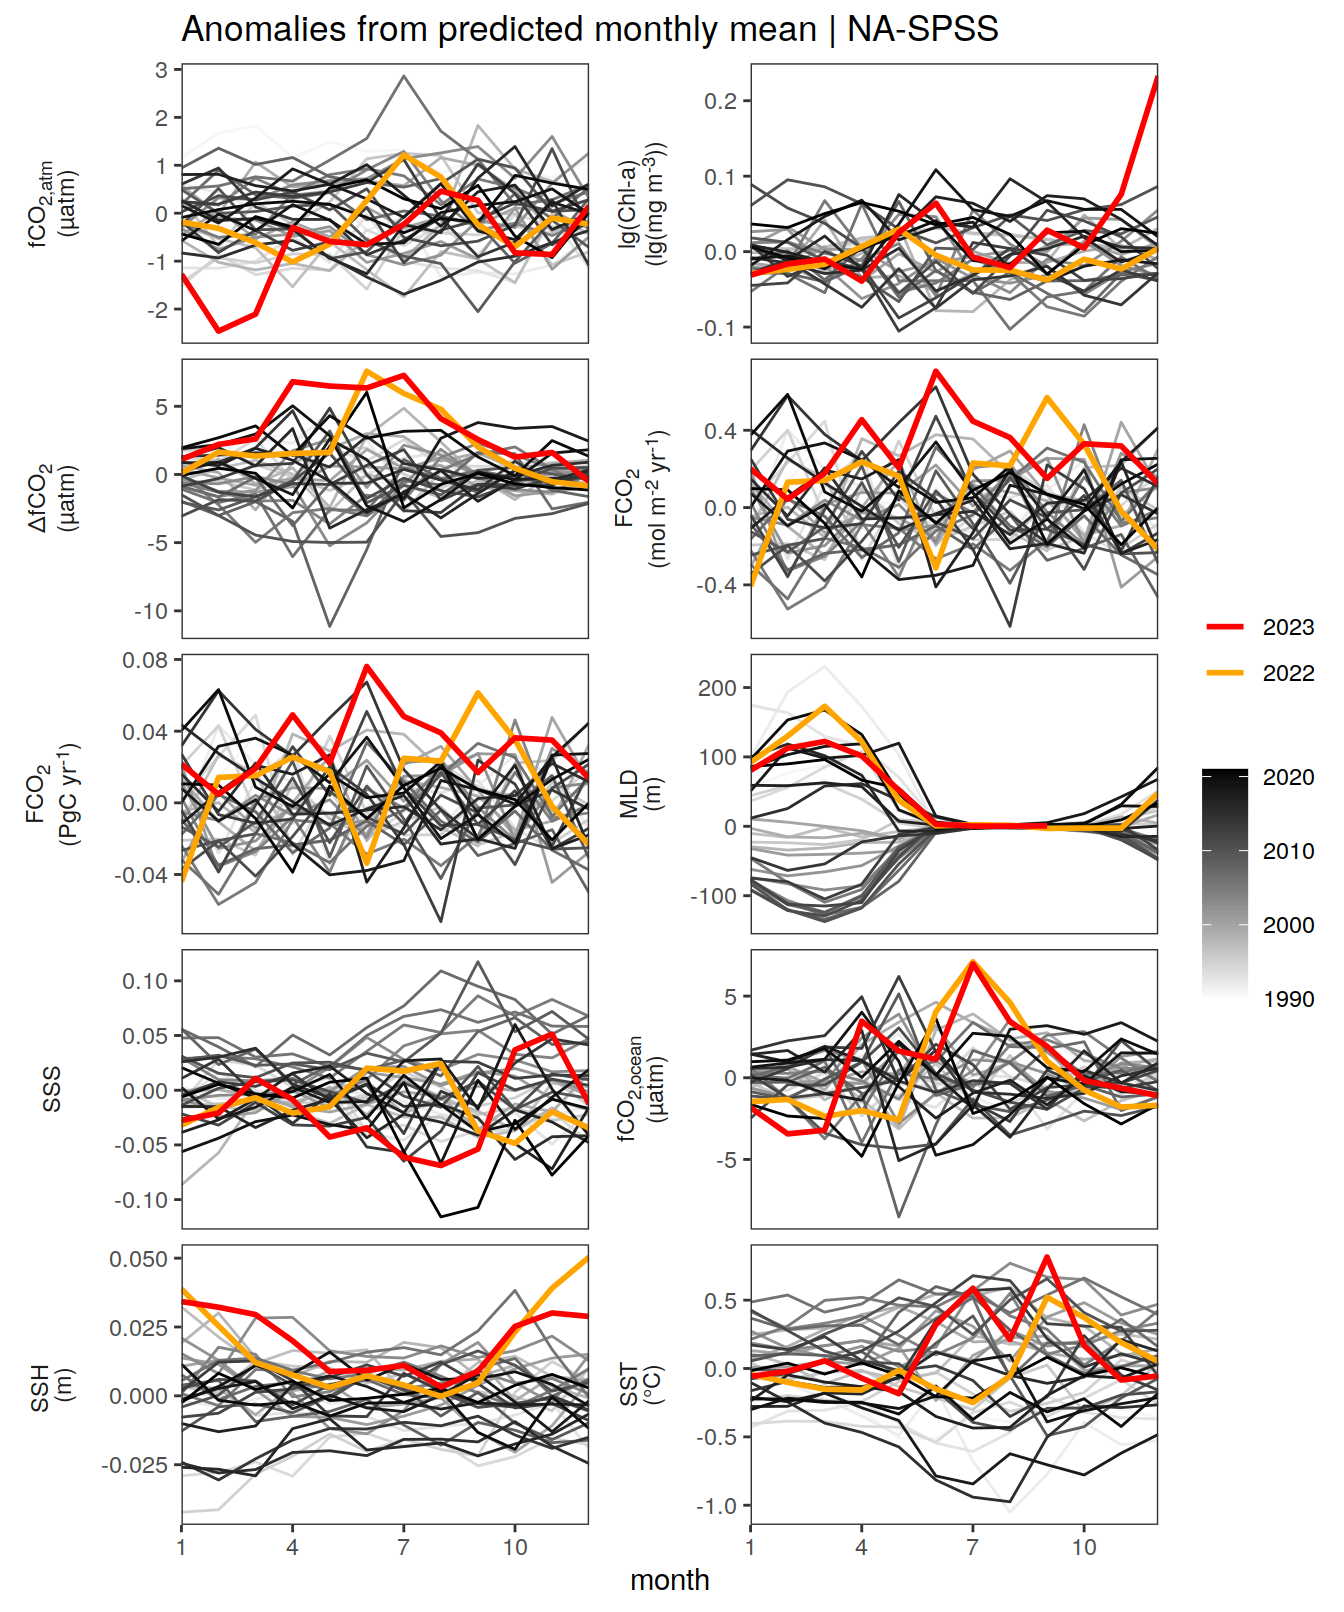 Anomalies from predicted monthly mean | NA-SPSS
fCO2,atm
(µatm)
3
2
1
0
-1
-2
lg(Chl-a)
(lg(mg m-3))
0.2
0.1
0.0
-0.1
ΔfCO2
(µatm)
5
0
-5
-10
FCO2
(mol m-2 yr-1)
0.4
0.0
-0.4
FCO2
(PgC yr-1)
0.08
0.04
0.00
-0.04
MLD
(m)
200
100
0
-100
SSS
0.10
0.05
0.00
-0.05
-0.10
fCO2,ocean
(µatm)
5
0
-5
SSH
(m)
0.050
0.025
0.000
-0.025
SST
(°C)
0.5
0.0
-0.5
-1.0
1 4 7 10
1 4 7 10
month
2023
2022
2020
2010
2000
1990